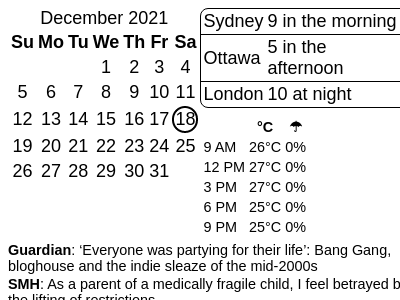 December 2021
Su Mo Tu We Th Fr Sa
1 2 3 4
5 6 7 8 9 10 11
12 13 14 15 16 17 18
19 20 21 22 23 24 25
26 27 28 29 30 31
Sydney 9 in the morning
Ottawa 5 in the
afternoon
London 10 at night
°C ☂
9 AM 26°C 0%
12 PM 27°C 0%
3 PM 27°C 0%
6 PM 25°C 0%
9 PM 25°C 0%
Guardian: ‘Everyone was partying for their life’: Bang Gang,
bloghouse and the indie sleaze of the mid-2000s
SMH: As a parent of a medically fragile child, I feel betrayed b
the lifting of restrictions